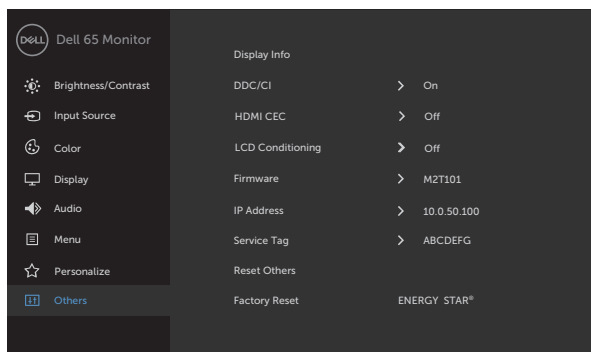 DELL Dell 65 Monitor
Brightness/Contrast
Input Source
Color
Display
Audio
Menu
Personalize
Others
Display Info
DDC/CI > On
HDMI CEC > Off
LCD Conditioning > Off
Firmware > M2T101
IP Address > 10.0.50.100
Service Tag > ABCDEFG
Reset Others
Factory Reset ENERGY STAR®